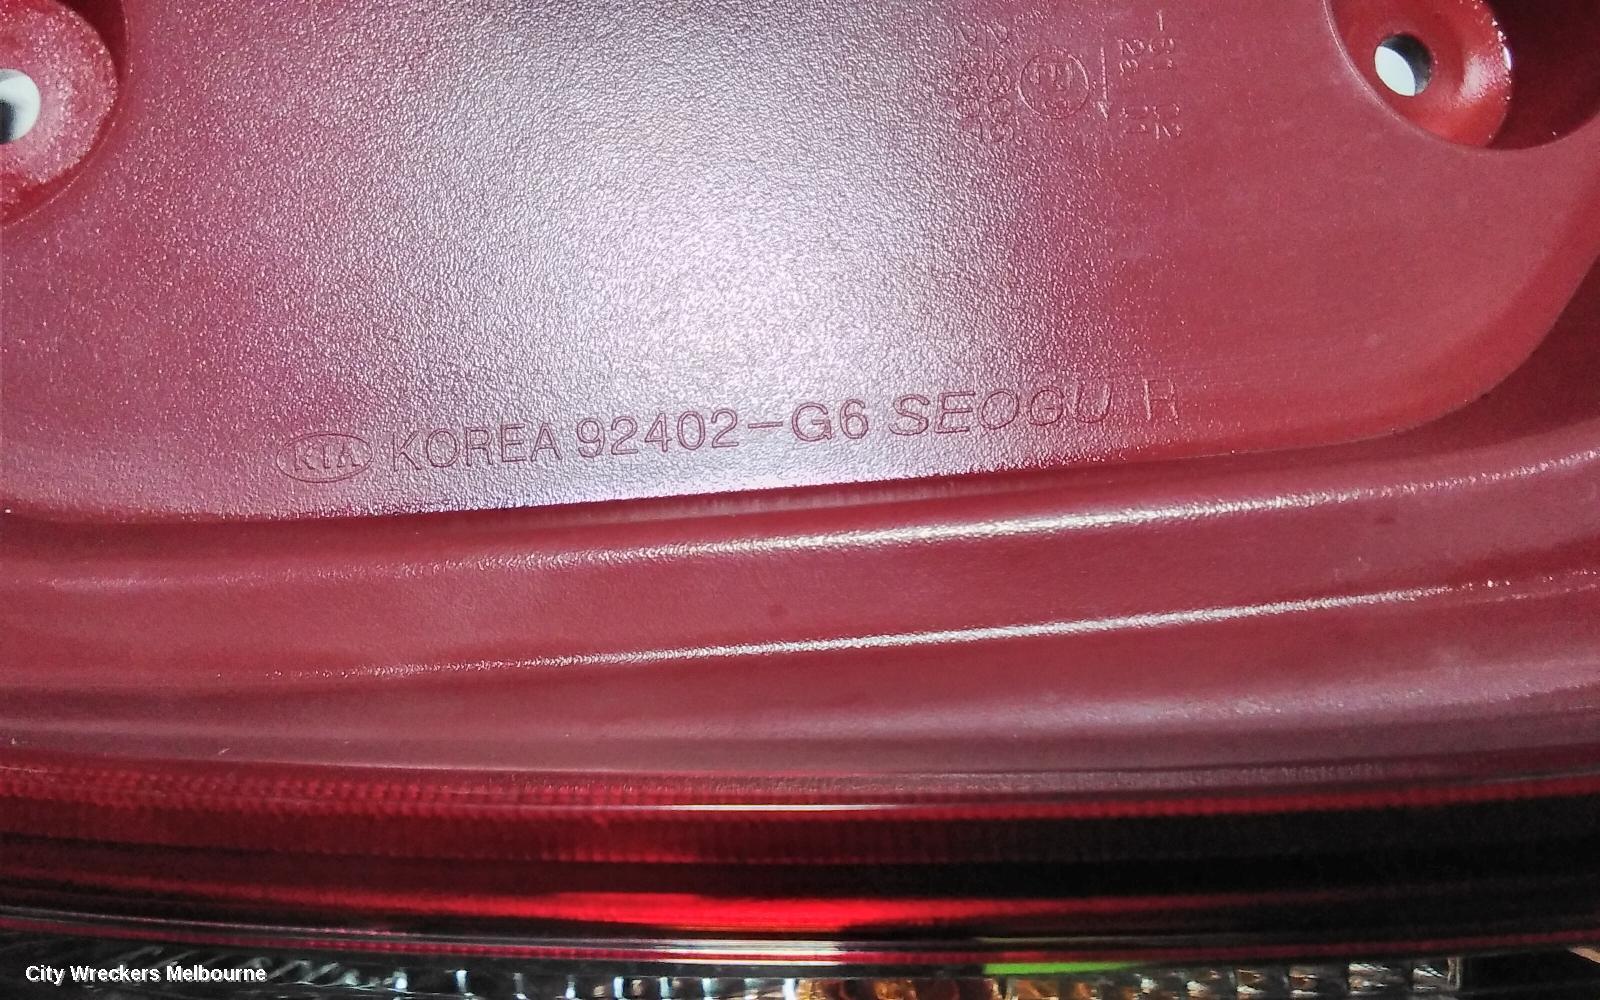 KIA KOREA 92402-G6 SEOGU R
City Wreckers Melbourne